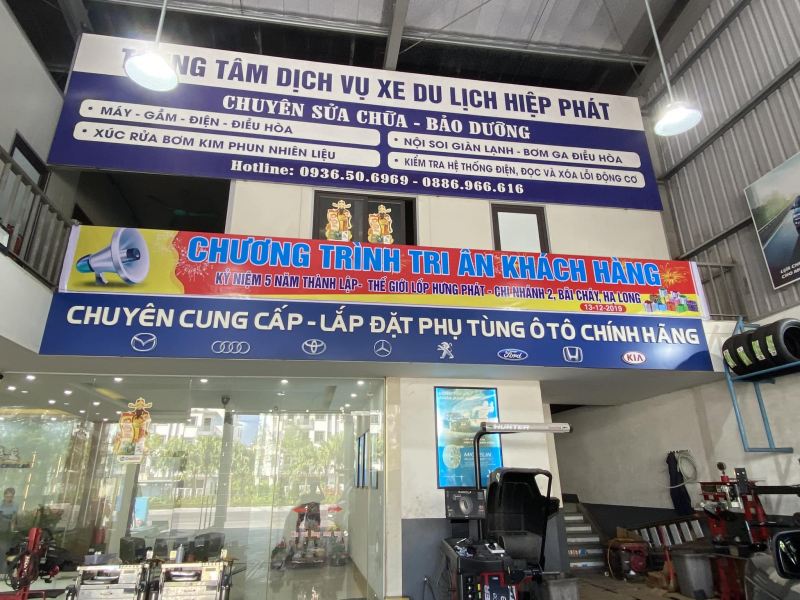 TRUNG TÂM DỊCH VỤ XE DU LỊCH HIỆP PHÁT
CHUYÊN SỬA CHỮA - BẢO DƯỠNG
• MÁY - GẦM - ĐIỆN - ĐIỀU HÒA
• XÚC RỬA BƠM KIM PHUN NHIÊN LIỆU
• NỘI SOI GIÀN LẠNH - BƠM GA ĐIỀU HÒA
• KIỂM TRA HỆ THỐNG ĐIỆN, ĐỌC VÀ XÓA LỖI ĐỘNG CƠ
Hotline: 0936.50.6969 - 0886.966.616
CHƯƠNG TRÌNH TRI ÂN KHÁCH HÀNG
KỶ NIỆM 5 NĂM THÀNH LẬP- THẾ GIỚI LỐP HƯNG PHÁT - CHI NHÁNH 2, BÃI CHÁY, HẠ LONG
13-12-2019
CHUYÊN CUNG CẤP - LẮP ĐẶT PHỤ TÙNG Ô TÔ CHÍNH HÃNG
Ford
KIA
HUNTER